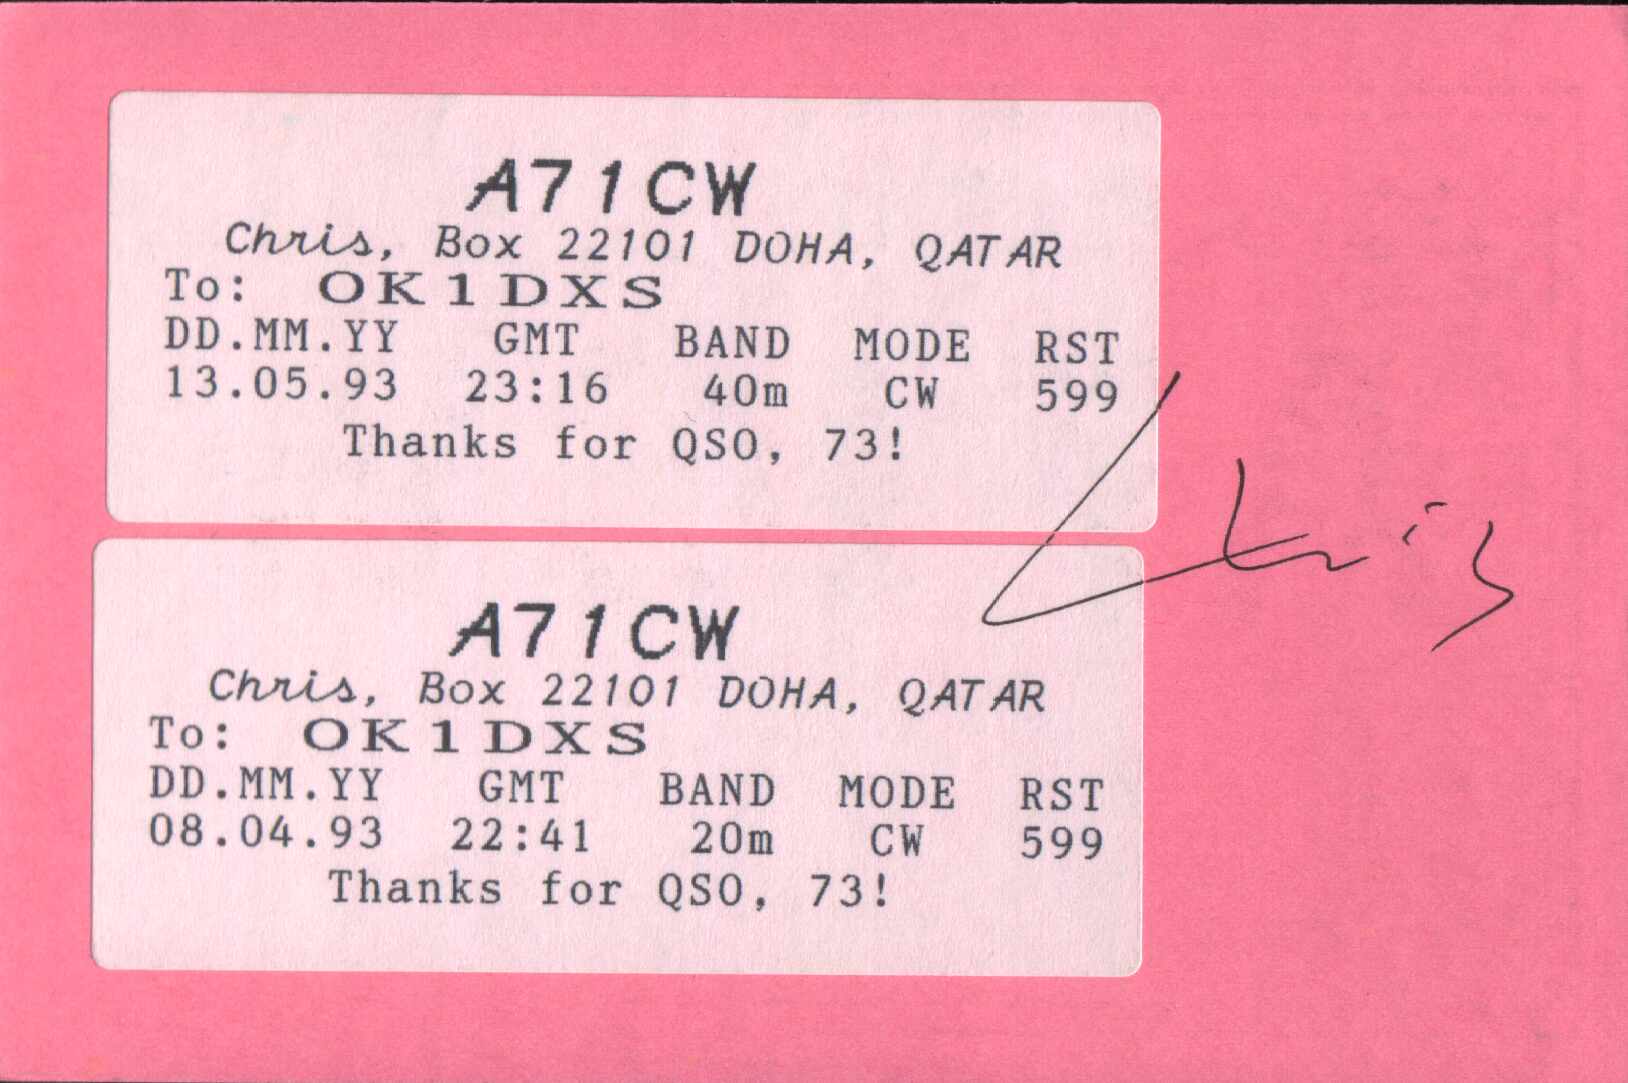 A71CW
Chris, Box 22101 DOHA, QATAR
To: OK1DXS
DD.MM.YY GMT BAND MODE RST
13.05.93 23:16 40m CW 599
Thanks for QSO, 73!
Chris
A71CW
Chris, Box 22101 DOHA, QATAR
To: OK1DXS
DD.MM.YY GMT BAND MODE RST
08.04.93 22:41 20m CW 599
Thanks for QSO, 73!